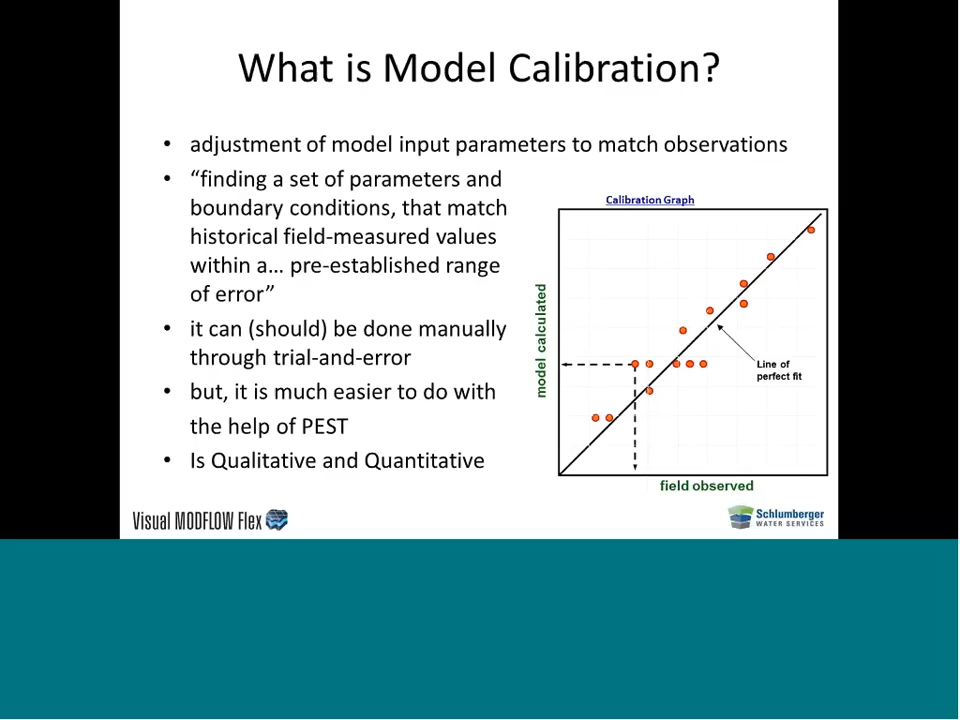 What is Model Calibration?
• adjustment of model input parameters to match observations
• “finding a set of parameters and
boundary conditions, that match
historical field-measured values
within a... pre-established range
of error”
• it can (should) be done manually
through trial-and-error
• but, it is much easier to do with
the help of PEST
• Is Qualitative and Quantitative
Calibration Graph
model calculated
Line of
perfect fit
field observed
Visual MODFLOW Flex
Schlumberger
WATER SERVICES